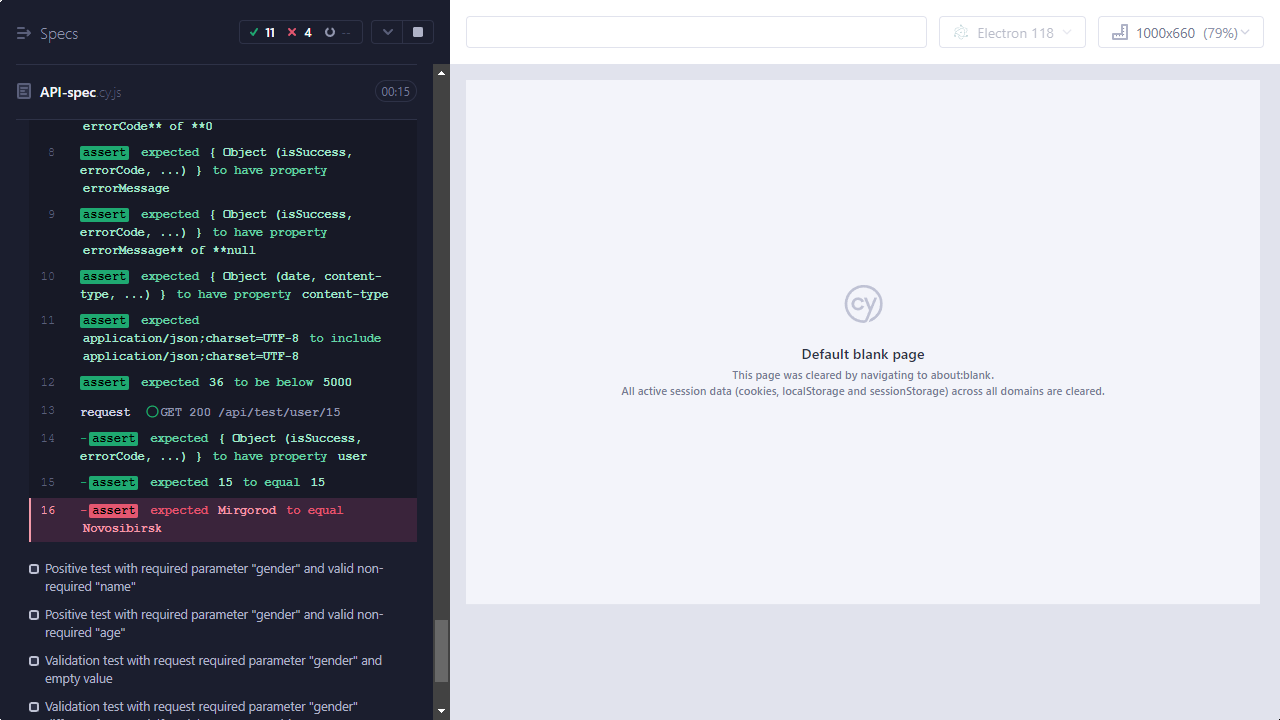 Specs
11
4
--
Electron 118
1000x660 (79%)
API-spec.cy.js
00:15
errorCode** of **0
8 assert expected { Object (isSuccess,
errorCode, ...) } to have property
errorMessage
9 assert expected { Object (isSuccess,
errorCode, ...) } to have property
errorMessage** of **null
10 assert expected { Object (date, content-
type, ...) } to have property content-type
11 assert expected
application/json;charset=UTF-8 to include
application/json;charset=UTF-8
12 assert expected 36 to be below 5000
13 request GET 200 /api/test/user/15
14 -assert expected { Object (isSuccess,
errorCode, ...) } to have property user
15 -assert expected 15 to equal 15
16 -assert expected Mirgorod to equal
Novosibirsk
Positive test with required parameter "gender" and valid non-
required "name"
Positive test with required parameter "gender" and valid non-
required "age"
Validation test with request required parameter "gender" and
empty value
Validation test with request required parameter "gender"
cy
Default blank page
This page was cleared by navigating to about:blank.
All active session data (cookies, localStorage and sessionStorage) across all domains are cleared.